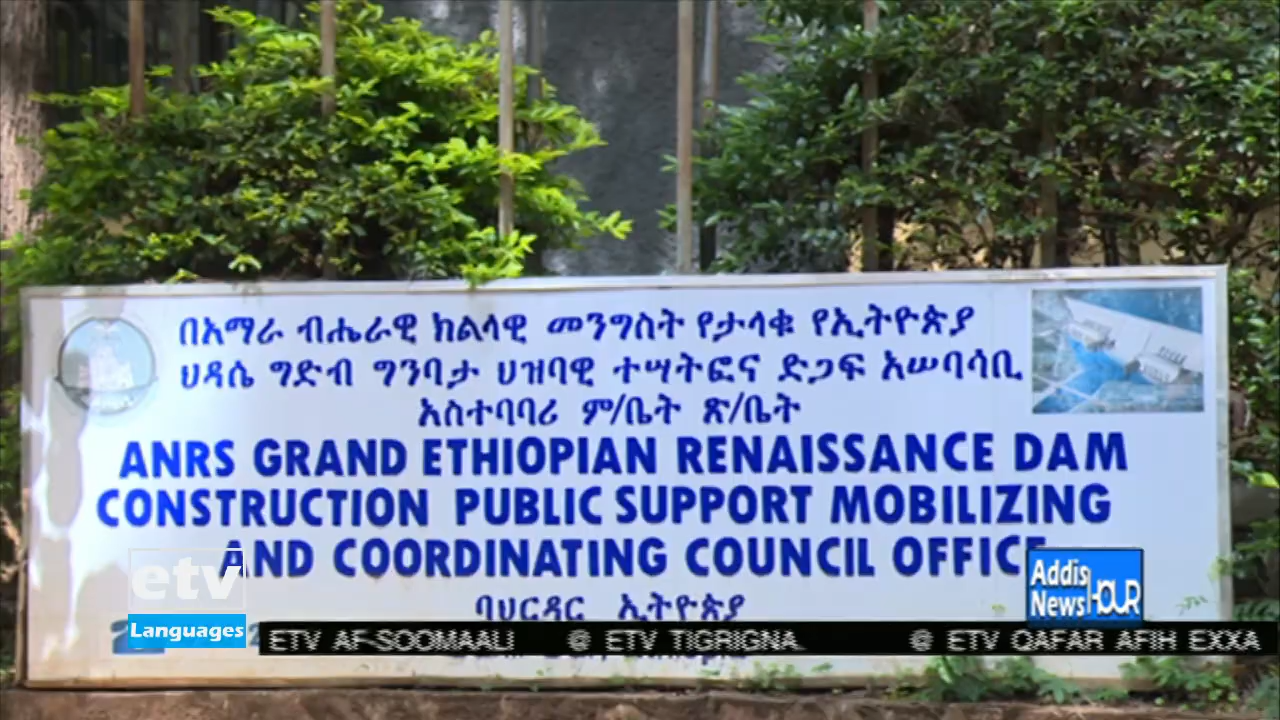 በአማራ ብሔራዊ ክልላዊ መንግስት የታላቁ የኢትዮጵያ
ህዳሴ ግድብ ግንባታ ህዝባዊ ተሣትፎና ድጋፍ አሠባሳቢ
አስተባባሪ ም/ቤት ጽ/ቤት
ANRS GRAND ETHIOPIAN RENAISSANCE DAM
CONSTRUCTION PUBLIC SUPPORT MOBILIZING
AND COORDINATING COUNCIL OFFICE
ባህርዳር ኢትዮጵያ
etv
Languages
Addis
News HOUR
ETV AF-SOOMAALI @ ETV TIGRIGNA @ ETV QAFAR AFIH EXXA